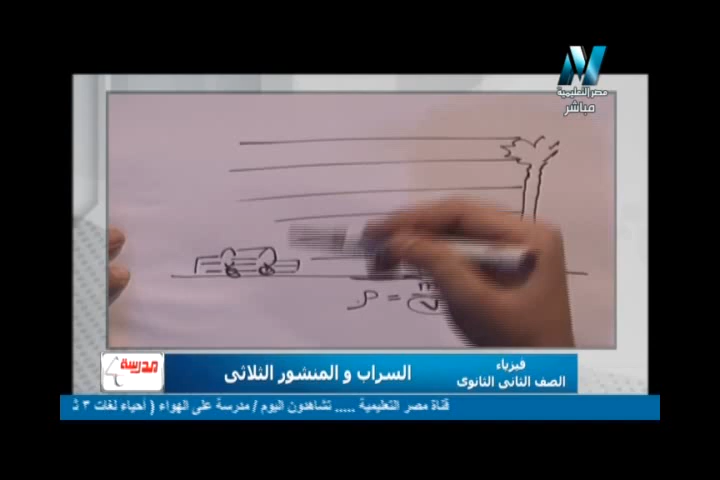 مصر التعليمية
مباشر
ρ = m
V
فيزياء
الصف الثانى الثانوى
السراب و المنشور الثلاثى
مدرسة
قناة مصر التعليمية ..... تشاهدون اليوم / مدرسة على الهواء ( أحياء لغات ٣ ث